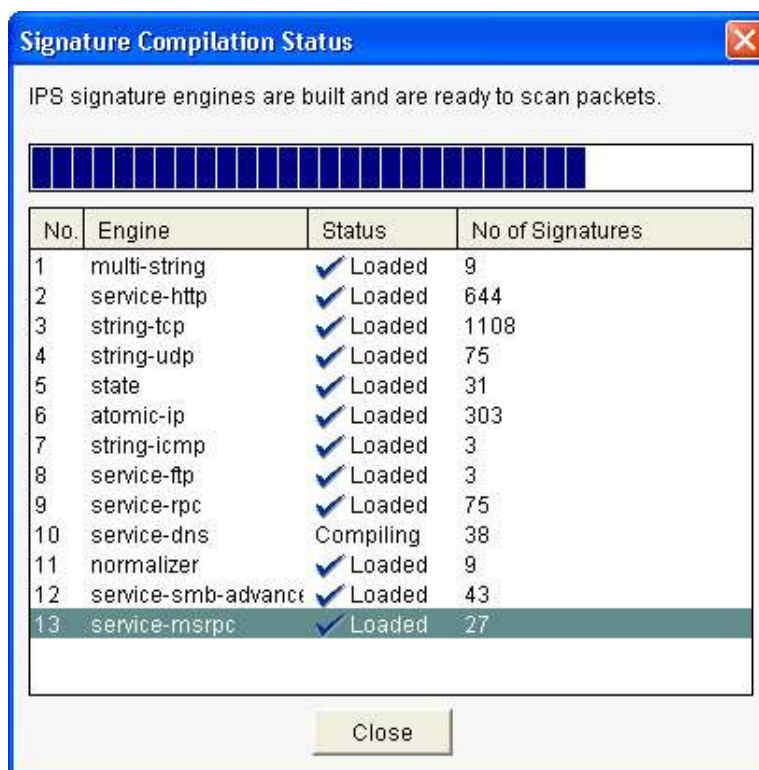 Signature Compilation Status
IPS signature engines are built and are ready to scan packets.
No. Engine Status No of Signatures
1 multi-string Loaded 9
2 service-http Loaded 644
3 string-tcp Loaded 1108
4 string-udp Loaded 75
5 state Loaded 31
6 atomic-ip Loaded 303
7 string-icmp Loaded 3
8 service-ftp Loaded 3
9 service-rpc Loaded 75
10 service-dns Compiling 38
11 normalizer Loaded 9
12 service-smb-advance Loaded 43
13 service-msrpc Loaded 27
Close